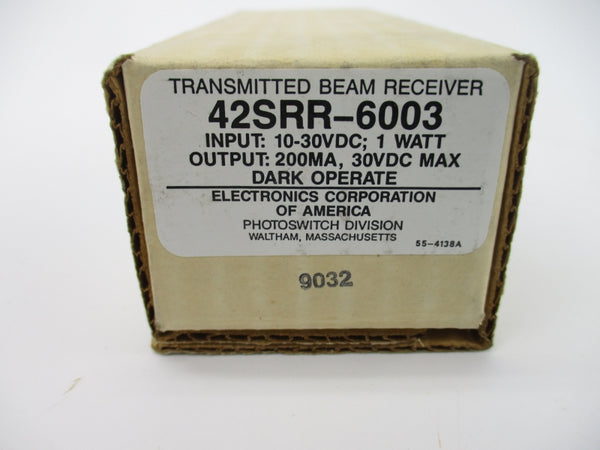 TRANSMITTED BEAM RECEIVER
42SRR-6003
INPUT: 10-30VDC; 1 WATT
OUTPUT: 200MA, 30VDC MAX
DARK OPERATE
ELECTRONICS CORPORATION
OF AMERICA
PHOTOSWITCH DIVISION
WALTHAM, MASSACHUSETTS
55-4138A
9032